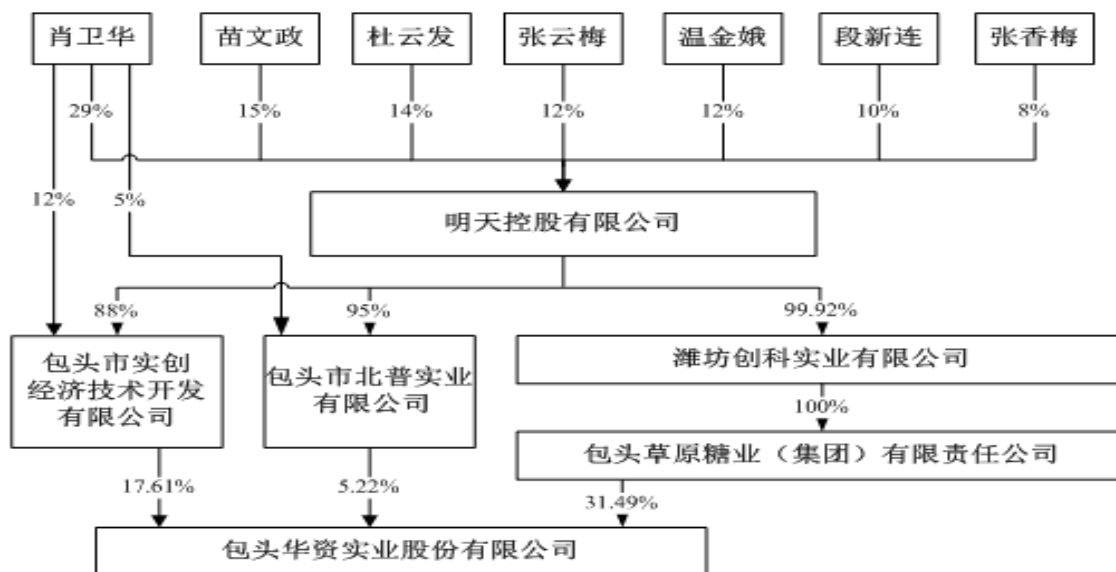 肖卫华
苗文政
杜云发
张云梅
温金娥
段新连
张香梅
29%
15%
14%
12%
12%
10%
8%
12%
5%
明天控股有限公司
88%
95%
99.92%
包头市实创
经济技术开发
有限公司
包头市北普实业
有限公司
潍坊创科实业有限公司
100%
包头草原糖业（集团）有限责任公司
17.61%
5.22%
31.49%
包头华资实业股份有限公司